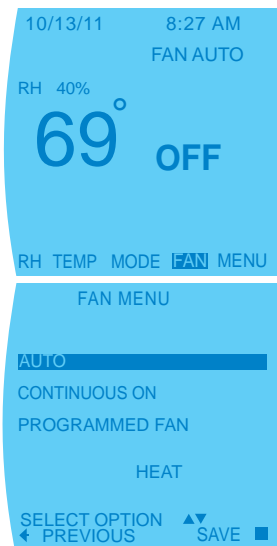 10/13/11 8:27 AM
FAN AUTO
RH 40%
69° OFF
RH TEMP MODE FAN MENU
FAN MENU
AUTO
CONTINUOUS ON
PROGRAMMED FAN
HEAT
SELECT OPTION ▲▼
PREVIOUS SAVE